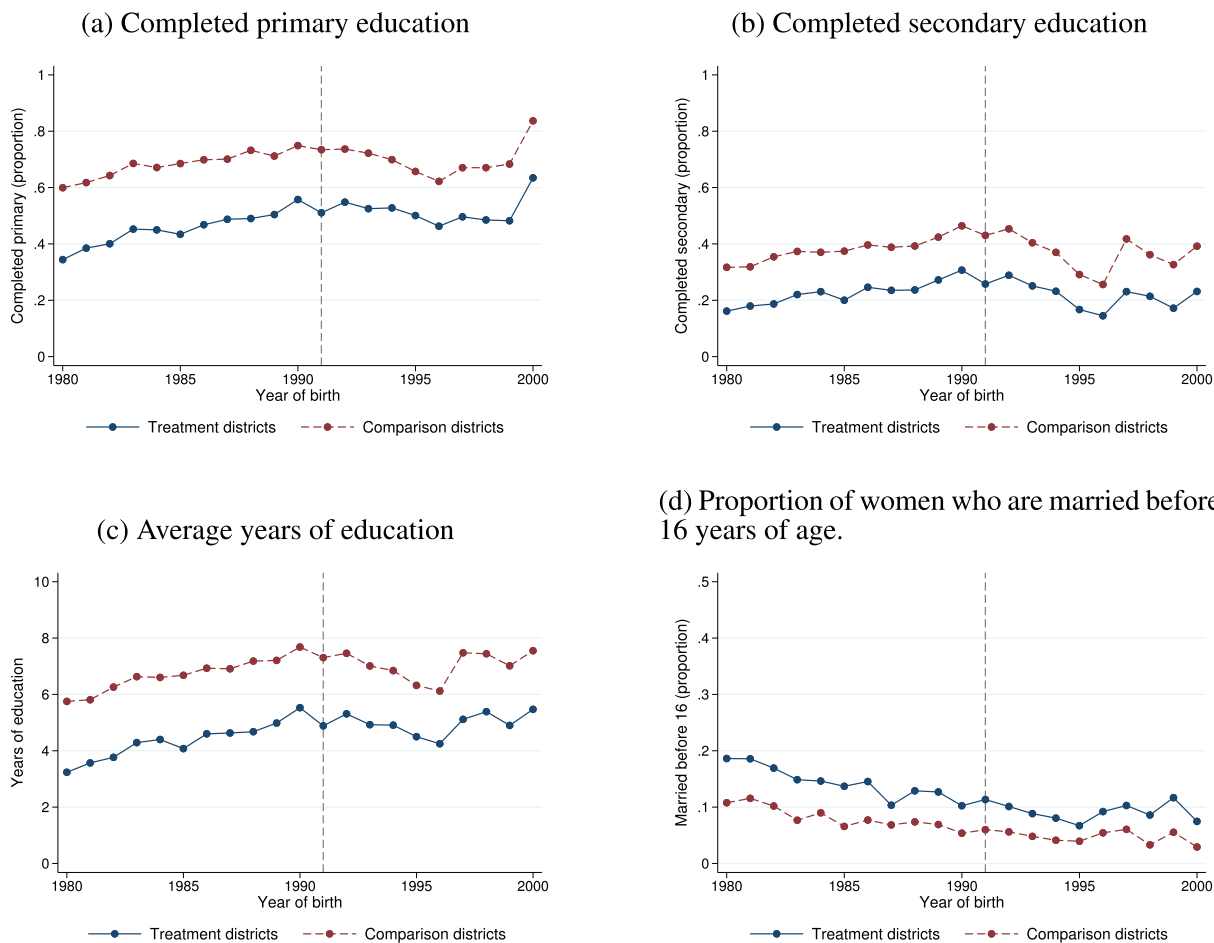 (a) Completed primary education
Completed primary (proportion)
1
.8
.6
.4
.2
0
1980 1985 1990 1995 2000
Year of birth
Treatment districts Comparison districts
(b) Completed secondary education
Completed secondary (proportion)
1
.8
.6
.4
.2
0
1980 1985 1990 1995 2000
Year of birth
Treatment districts Comparison districts
(c) Average years of education
Years of education
10
8
6
4
2
0
1980 1985 1990 1995 2000
Year of birth
Treatment districts Comparison districts
(d) Proportion of women who are married before
16 years of age.
Married before 16 (proportion)
.5
.4
.3
.2
.1
0
1980 1985 1990 1995 2000
Year of birth
Treatment districts Comparison districts